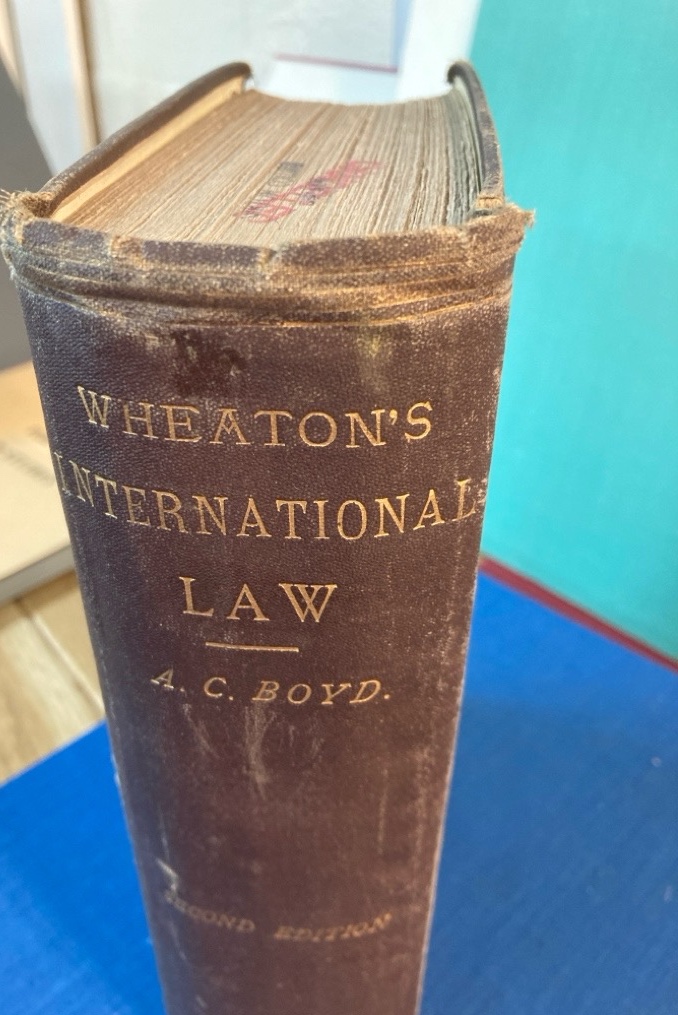 WHEATON'S
INTERNATIONAL
LAW
A. C. BOYD.
SECOND EDITION